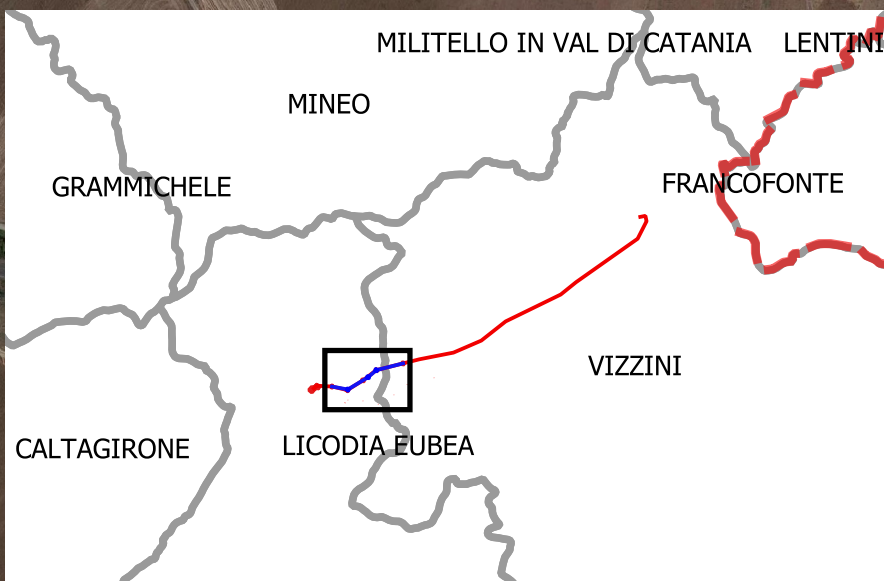 MILITELLO IN VAL DI CATANIA
LENTINI
MINEO
GRAMMICHELE
FRANCOFONTE
VIZZINI
LICODIA EUBEA
CALTAGIRONE